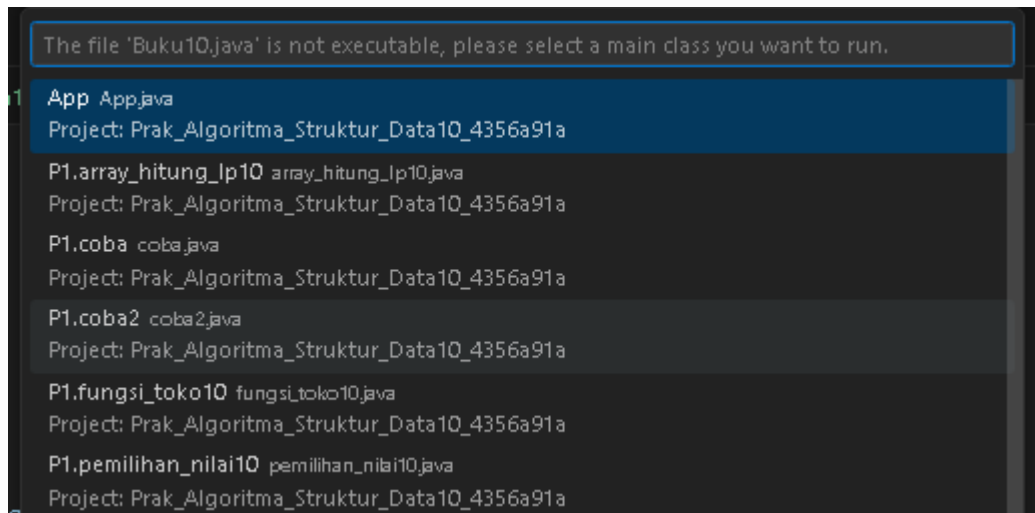 The file 'Buku10.java' is not executable, please select a main class you want to run.
App App.java
Project: Prak_Algoritma_Struktur_Data10_4356a91a
P1.array_hitung_lp10 array_hitung_lp10.java
Project: Prak_Algoritma_Struktur_Data10_4356a91a
P1.coba coba.java
Project: Prak_Algoritma_Struktur_Data10_4356a91a
P1.coba2 coba2.java
Project: Prak_Algoritma_Struktur_Data10_4356a91a
P1.fungsi_toko10 fungsi_toko10.java
Project: Prak_Algoritma_Struktur_Data10_4356a91a
P1.pemilihan_nilai10 pemilihan_nilai10.java
Project: Prak_Algoritma_Struktur_Data10_4356a91a